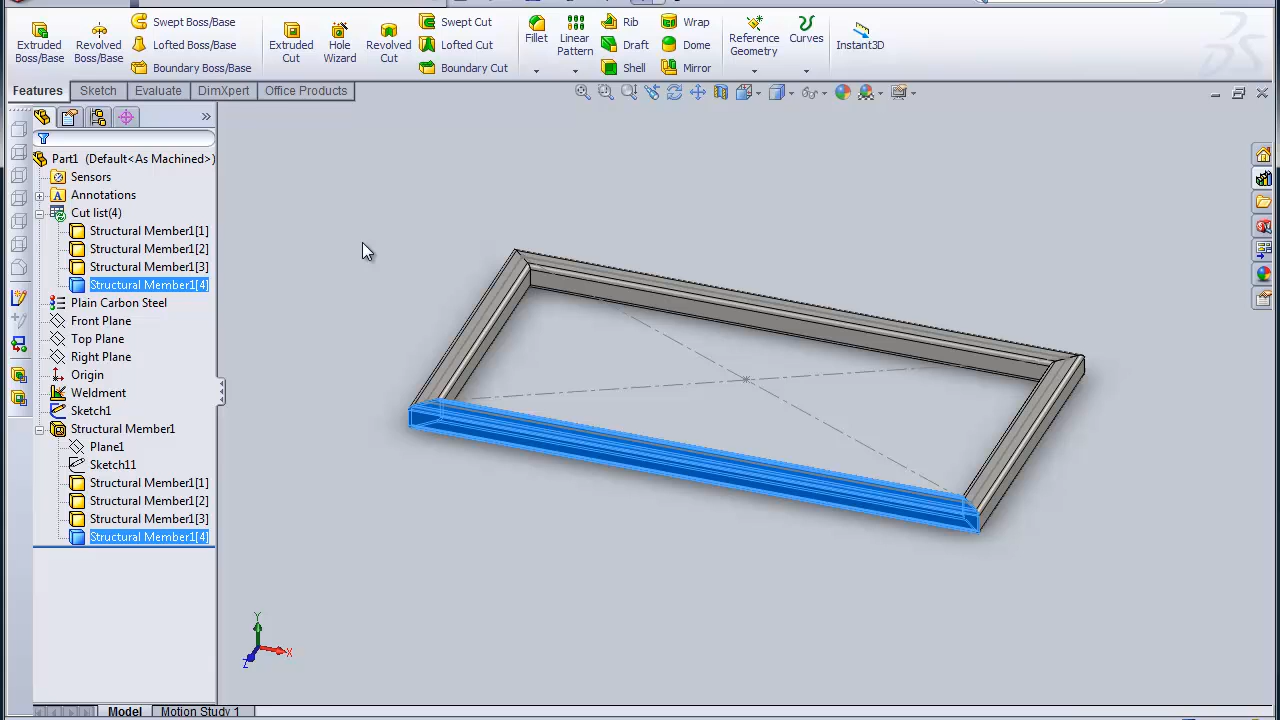 Extruded Boss/Base
Revolved Boss/Base
Swept Boss/Base
Lofted Boss/Base
Boundary Boss/Base
Extruded Cut
Hole Wizard
Revolved Cut
Swept Cut
Lofted Cut
Boundary Cut
Fillet
Linear Pattern
Rib
Draft
Shell
Wrap
Dome
Mirror
Reference Geometry
Curves
Instant3D
Features
Sketch
Evaluate
DimXpert
Office Products
Part1 (Default<As Machined>)
Sensors
Annotations
Cut list(4)
Structural Member1[1]
Structural Member1[2]
Structural Member1[3]
Structural Member1[4]
Plain Carbon Steel
Front Plane
Top Plane
Right Plane
Origin
Weldment
Sketch1
Structural Member1
Plane1
Sketch11
Structural Member1[1]
Structural Member1[2]
Structural Member1[3]
Structural Member1[4]
Y
X
Z
Model
Motion Study 1